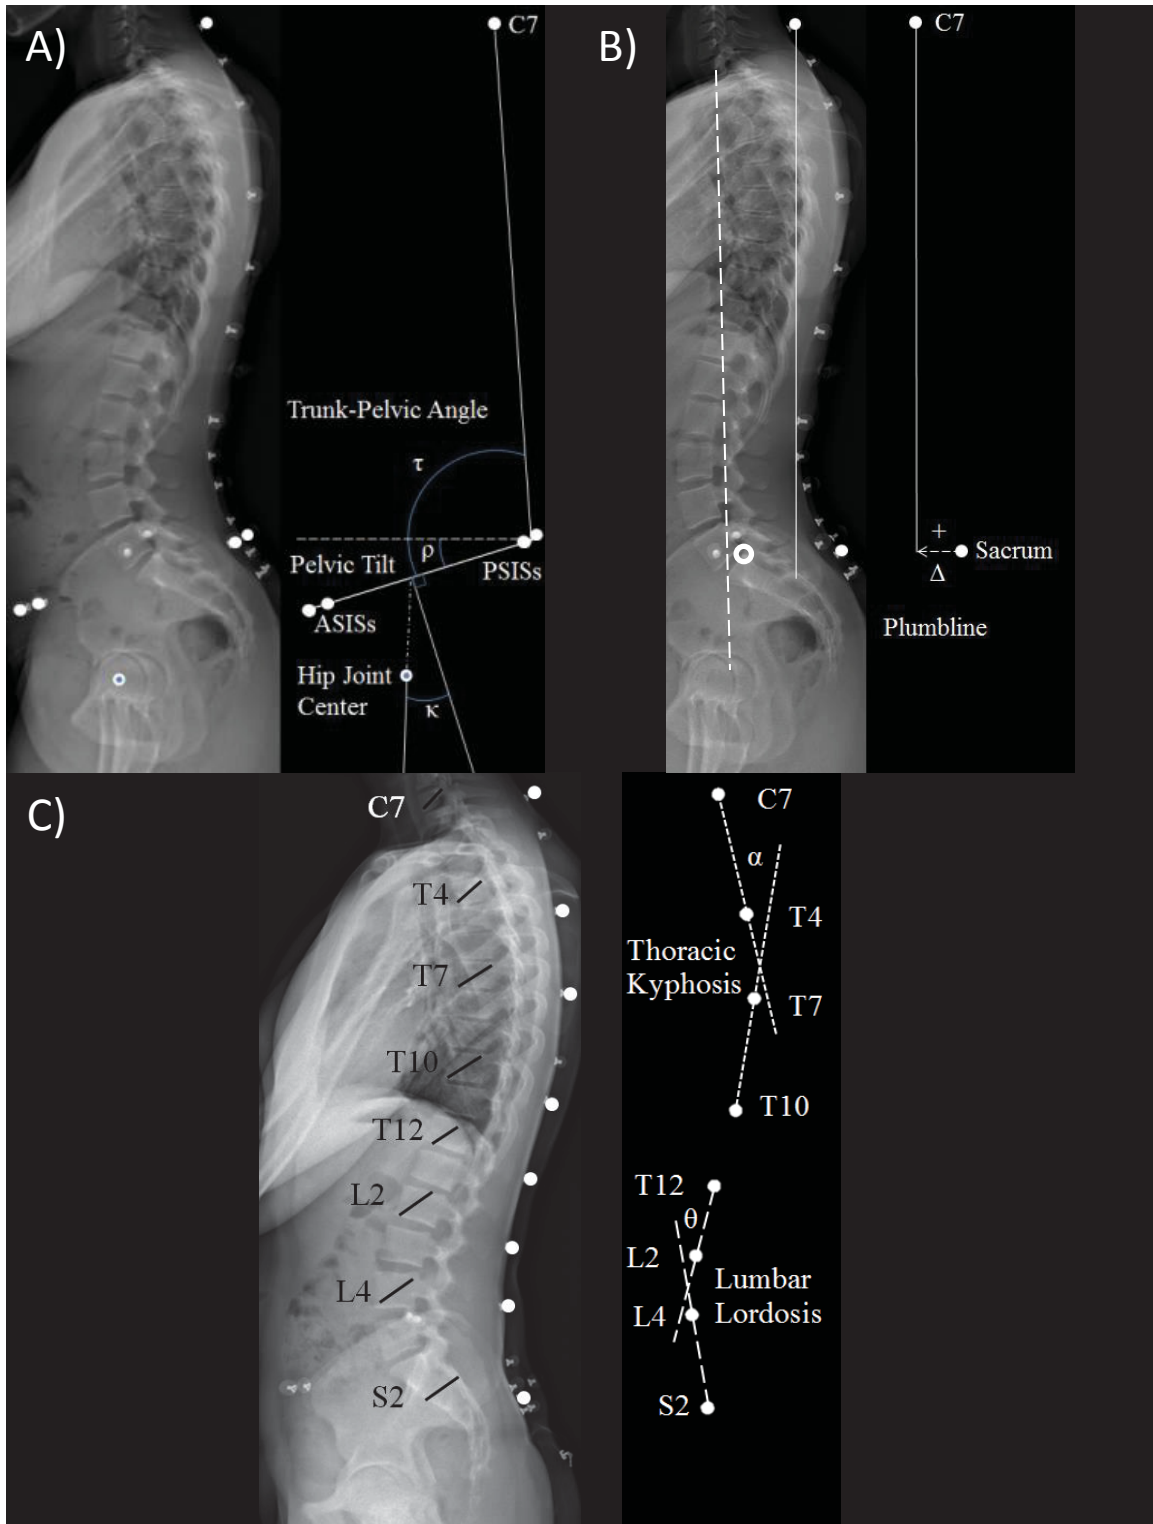 A)
C7
Trunk-Pelvic Angle
τ
ρ
Pelvic Tilt
PSISs
ASISs
Hip Joint
Center
κ
B)
C7
+
Sacrum
Δ
Plumbline
C)
C7
T4
T7
T10
T12
L2
L4
S2
C7
α
T4
Thoracic
Kyphosis
T7
T10
T12
θ
L2
Lumbar
L4
Lordosis
S2